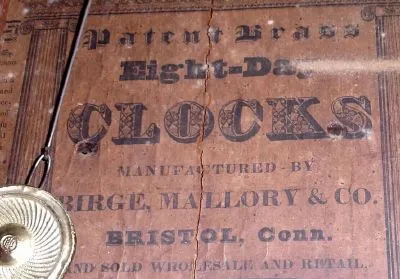 Patent Brass
Eight-Day
CLOCKS
MANUFACTURED BY
BIRGE, MALLORY & CO.
BRISTOL, Conn.
AND SOLD WHOLESALE AND RETAIL.